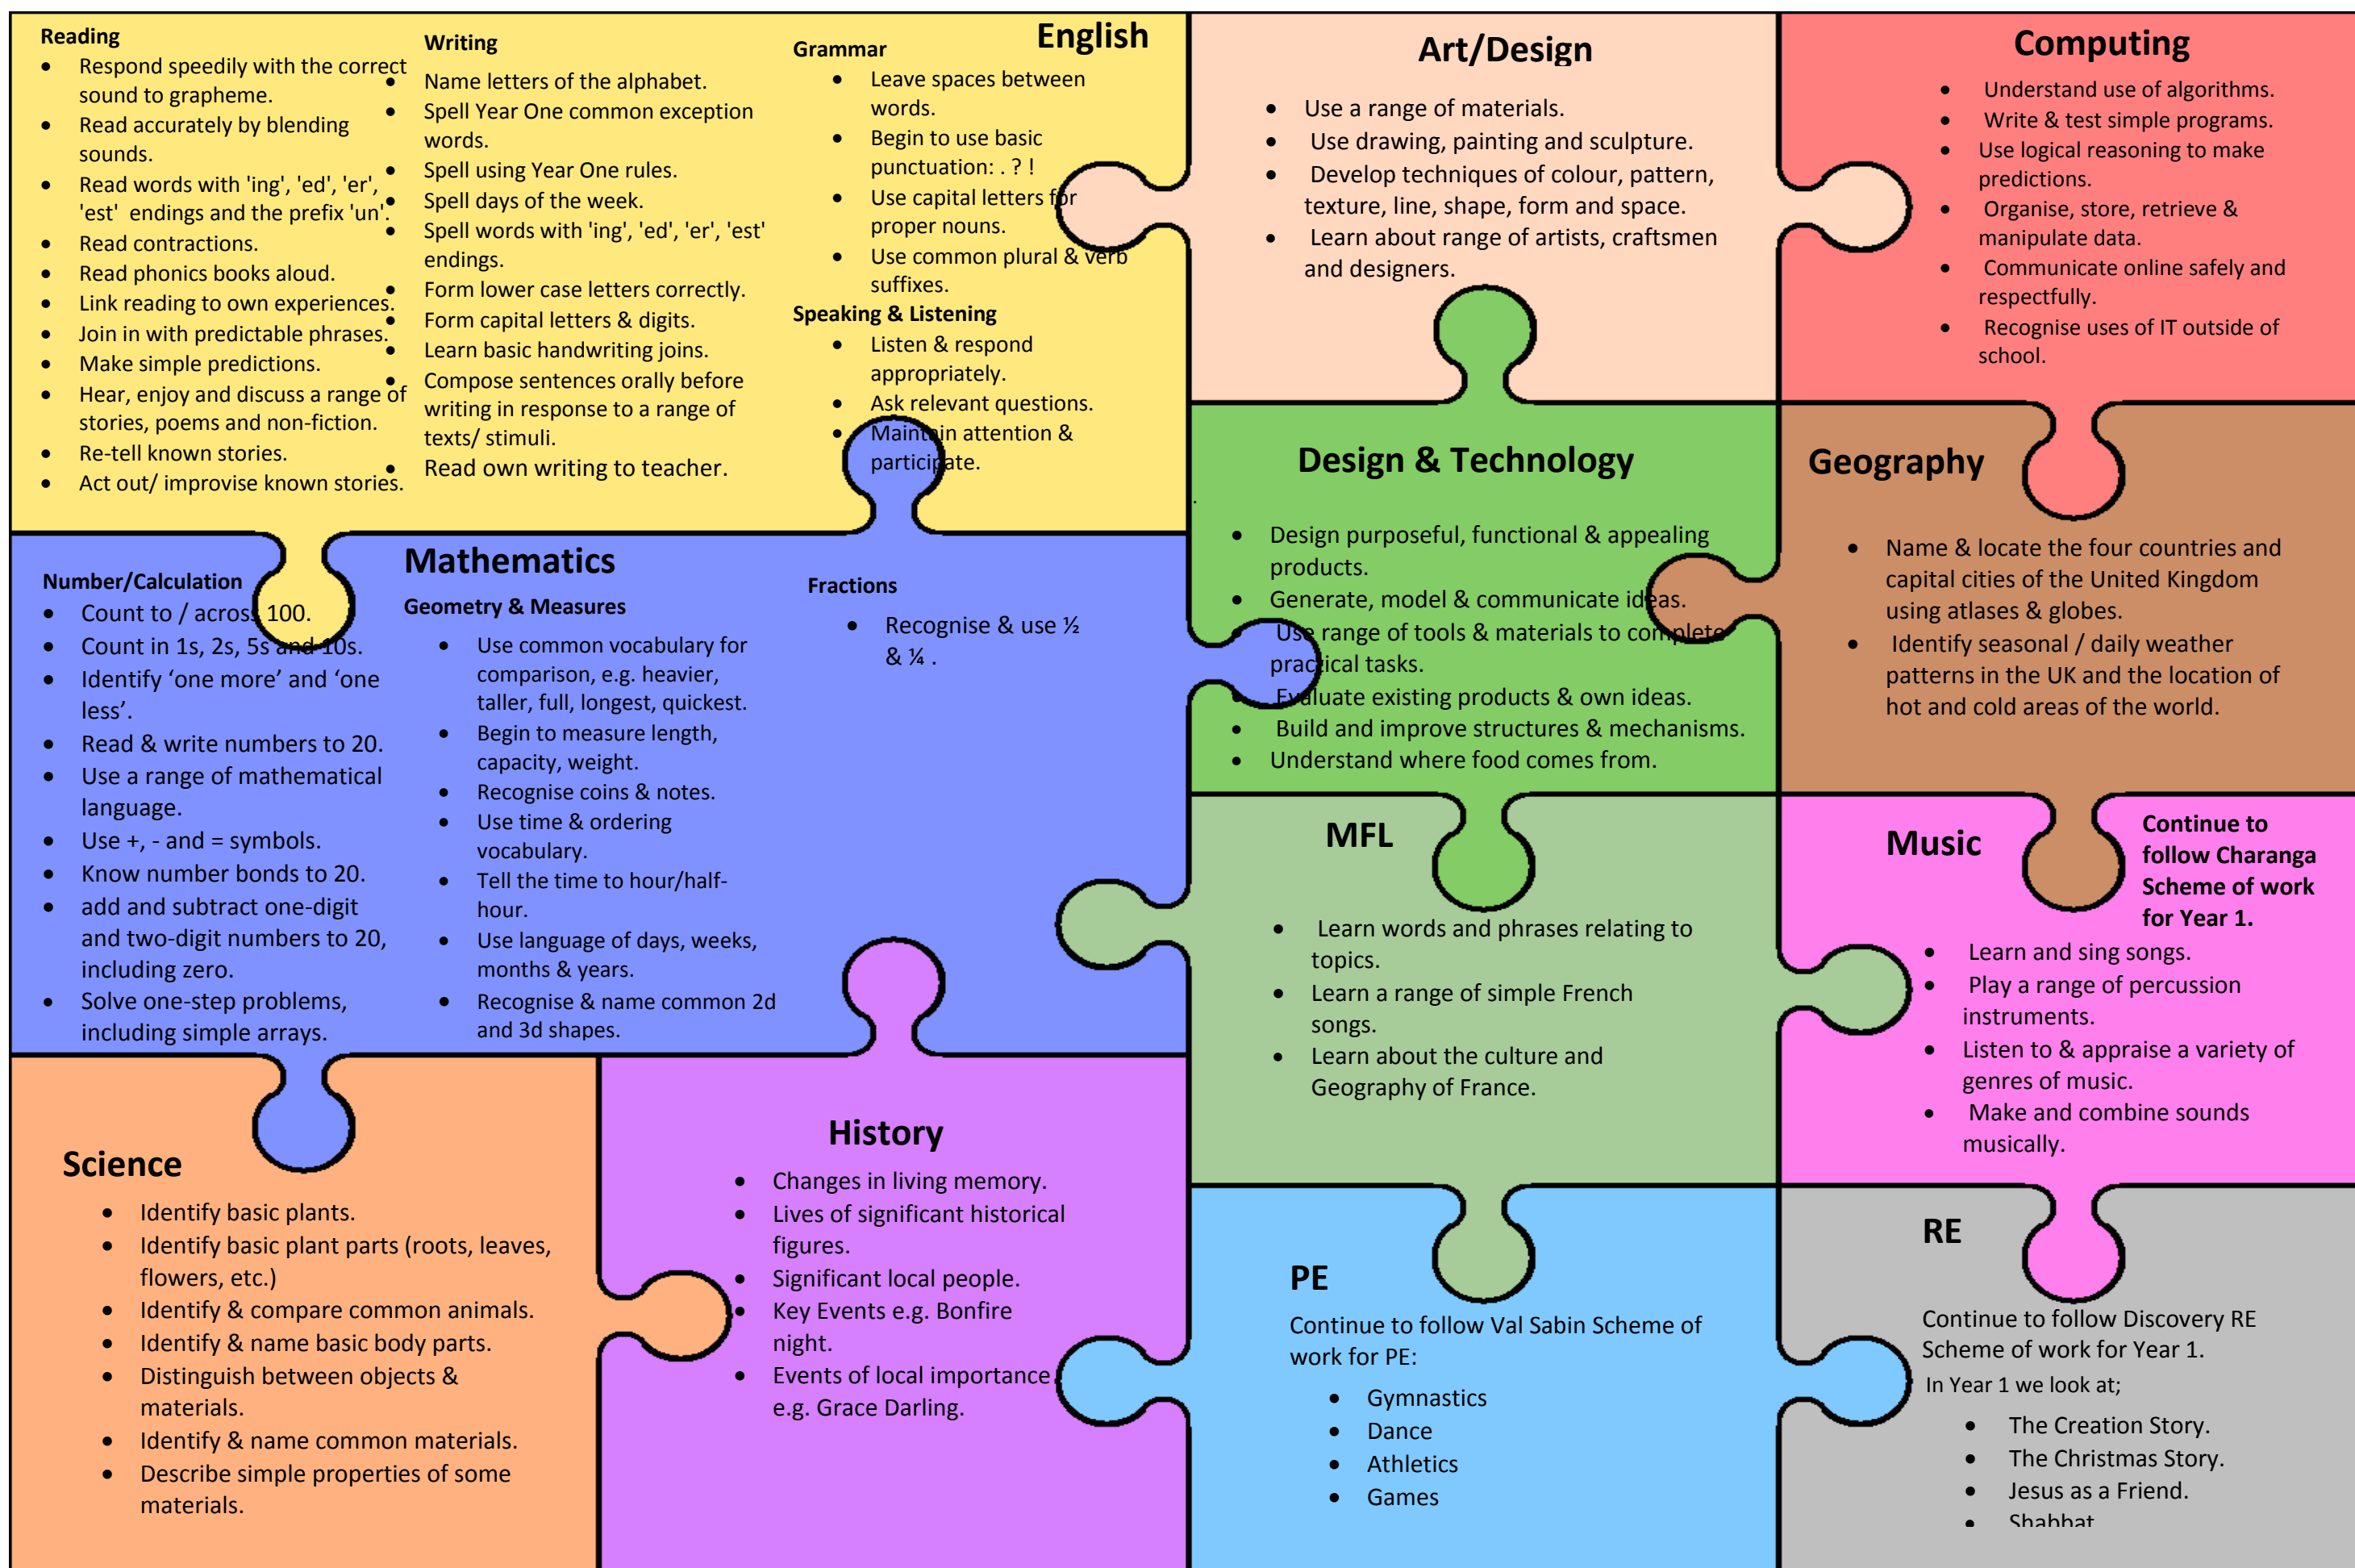 English
Reading
• Respond speedily with the correct
sound to grapheme.
• Read accurately by blending
sounds.
• Read words with 'ing', 'ed', 'er',
'est' endings and the prefix 'un'.
• Read contractions.
• Read phonics books aloud.
• Link reading to own experiences.
• Join in with predictable phrases.
• Make simple predictions.
• Hear, enjoy and discuss a range of
stories, poems and non-fiction.
• Re-tell known stories.
• Act out/ improvise known stories.
Writing
• Name letters of the alphabet.
• Spell Year One common exception
words.
• Spell using Year One rules.
• Spell days of the week.
• Spell words with 'ing', 'ed', 'er', 'est'
endings.
• Form lower case letters correctly.
• Form capital letters & digits.
• Learn basic handwriting joins.
• Compose sentences orally before
writing in response to a range of
texts/ stimuli.
• Read own writing to teacher.
Grammar
• Leave spaces between
words.
• Begin to use basic
punctuation: . ? !
• Use capital letters for
proper nouns.
• Use common plural & verb
suffixes.
Speaking & Listening
• Listen & respond
appropriately.
• Ask relevant questions.
• Maintain attention &
participate.
Art/Design
• Use a range of materials.
• Use drawing, painting and sculpture.
• Develop techniques of colour, pattern,
texture, line, shape, form and space.
• Learn about range of artists, craftsmen
and designers.
Computing
• Understand use of algorithms.
• Write & test simple programs.
• Use logical reasoning to make
predictions.
• Organise, store, retrieve &
manipulate data.
• Communicate online safely and
respectfully.
• Recognise uses of IT outside of
school.
Mathematics
Number/Calculation
• Count to / across 100.
• Count in 1s, 2s, 5s and 10s.
• Identify ‘one more’ and ‘one
less’.
• Read & write numbers to 20.
• Use a range of mathematical
language.
• Use +, - and = symbols.
• Know number bonds to 20.
• add and subtract one-digit
and two-digit numbers to 20,
including zero.
• Solve one-step problems,
including simple arrays.
Geometry & Measures
• Use common vocabulary for
comparison, e.g. heavier,
taller, full, longest, quickest.
• Begin to measure length,
capacity, weight.
• Recognise coins & notes.
• Use time & ordering
vocabulary.
• Tell the time to hour/half-
hour.
• Use language of days, weeks,
months & years.
• Recognise & name common 2d
and 3d shapes.
Fractions
• Recognise & use ½
& ¼ .
Design & Technology
.
• Design purposeful, functional & appealing
products.
• Generate, model & communicate ideas.
• Use range of tools & materials to complete
practical tasks.
• Evaluate existing products & own ideas.
• Build and improve structures & mechanisms.
• Understand where food comes from.
Geography
• Name & locate the four countries and
capital cities of the United Kingdom
using atlases & globes.
• Identify seasonal / daily weather
patterns in the UK and the location of
hot and cold areas of the world.
MFL
• Learn words and phrases relating to
topics.
• Learn a range of simple French
songs.
• Learn about the culture and
Geography of France.
Music
Continue to
follow Charanga
Scheme of work
for Year 1.
• Learn and sing songs.
• Play a range of percussion
instruments.
• Listen to & appraise a variety of
genres of music.
• Make and combine sounds
musically.
Science
• Identify basic plants.
• Identify basic plant parts (roots, leaves,
flowers, etc.)
• Identify & compare common animals.
• Identify & name basic body parts.
• Distinguish between objects &
materials.
• Identify & name common materials.
• Describe simple properties of some
materials.
History
• Changes in living memory.
• Lives of significant historical
figures.
• Significant local people.
• Key Events e.g. Bonfire
night.
• Events of local importance
e.g. Grace Darling.
PE
Continue to follow Val Sabin Scheme of
work for PE:
• Gymnastics
• Dance
• Athletics
• Games
RE
Continue to follow Discovery RE
Scheme of work for Year 1.
In Year 1 we look at;
• The Creation Story.
• The Christmas Story.
• Jesus as a Friend.
• Shabbat